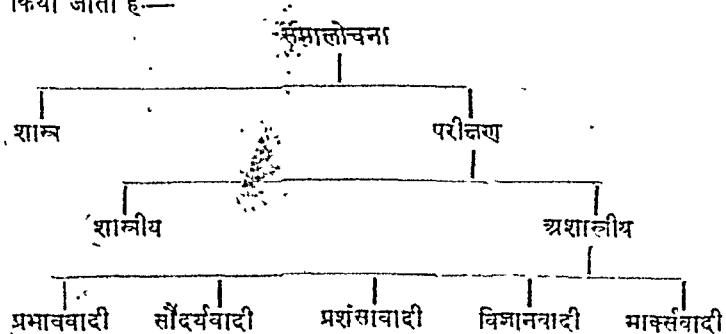 किया जाता है:—
समालोचना
शास्त्र परीक्षण
शास्त्रीय अशास्त्रीय
प्रभाववादी सौंदर्यवादी प्रशंसावादी विज्ञानवादी मार्क्सवादी